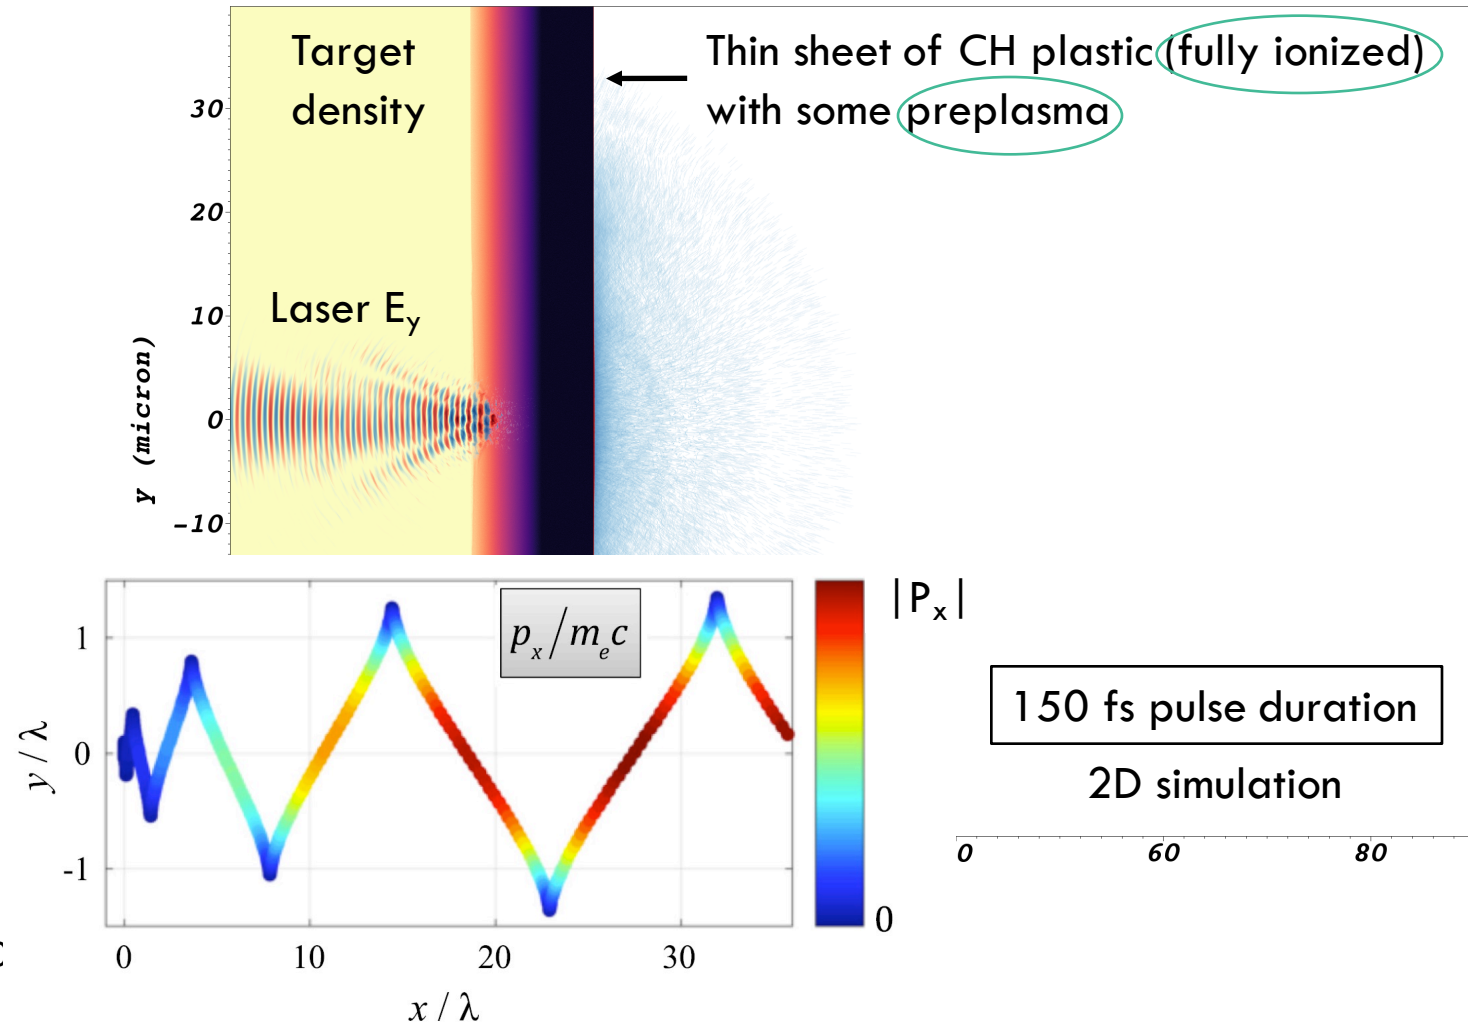 Target
density
Thin sheet of CH plastic (fully ionized)
with some preplasma
Laser Ey
y (micron)
30
20
10
0
-10
px/mec
|Px|
0
y / λ
1
0
-1
0
10
20
30
x / λ
150 fs pulse duration
2D simulation
0
60
80